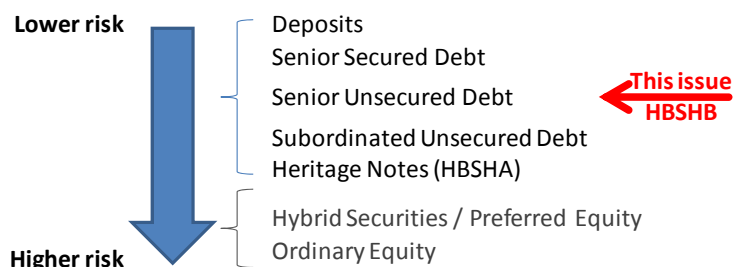 Lower risk
Deposits
Senior Secured Debt
Senior Unsecured Debt
This issue
HBSHB
Subordinated Unsecured Debt
Heritage Notes (HBSHA)
Hybrid Securities / Preferred Equity
Ordinary Equity
Higher risk